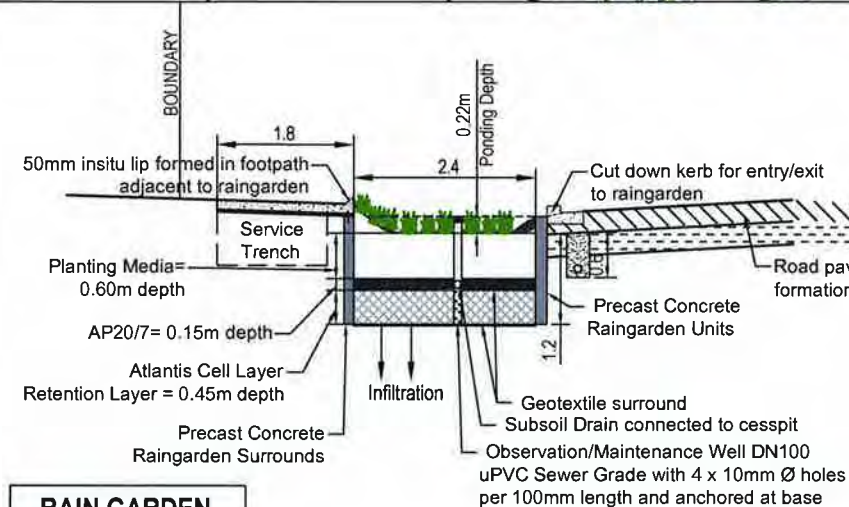 BOUNDARY
1.8
0.22m
Ponding Depth
2.4
50mm insitu lip formed in footpath
adjacent to raingarden
Cut down kerb for entry/exit
to raingarden
Service
Trench
Planting Media=
0.60m depth
Road pav
formation
AP20/7= 0.15m depth
Precast Concrete
Raingarden Units
1.2
Atlantis Cell Layer
Retention Layer = 0.45m depth
Infiltration
Geotextile surround
Subsoil Drain connected to cesspit
Precast Concrete
Raingarden Surrounds
Observation/Maintenance Well DN100
uPVC Sewer Grade with 4 x 10mm Ø holes
per 100mm length and anchored at base
RAIN GARDEN